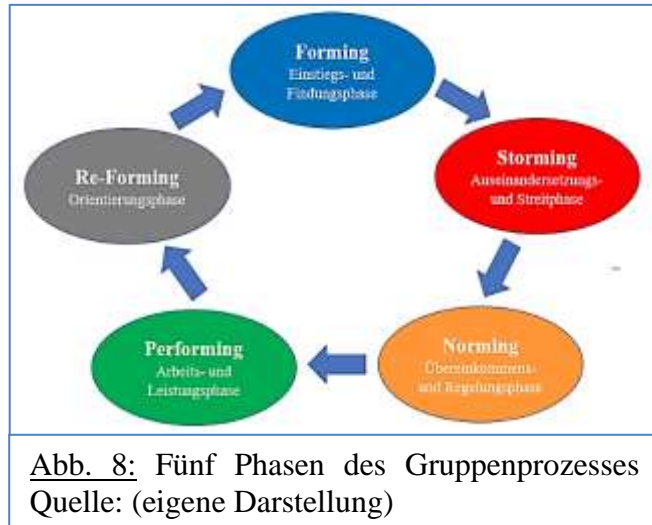 Forming
Einstiegs- und
Findungsphase
Storming
Auseinandersetzungs-
und Streitphase
Norming
Übereinkommens-
und Regelungsphase
Performing
Arbeits- und
Leistungsphase
Re-Forming
Orientierungsphase
Abb. 8: Fünf Phasen des Gruppenprozesses
Quelle: (eigene Darstellung)